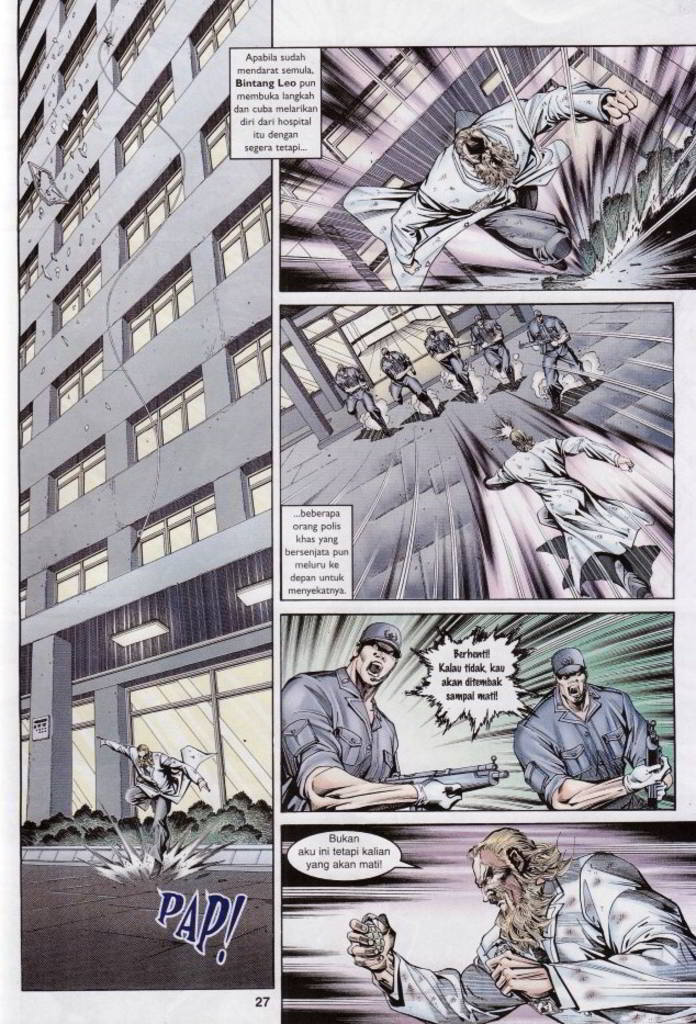 Apabila sudah
mendarat semula,
Bintang Leo pun
membuka langkah
dan cuba melarikan
diri dari hospital
itu dengan
segera tetapi...
...beberapa
orang polis
khas yang
bersenjata pun
meluru ke
depan untuk
menyekatnya.
Berhenti!
Kalau tidak, kau
akan ditembak
sampai mati!
Bukan
aku ini tetapi kalian
yang akan mati!
PAP!
27